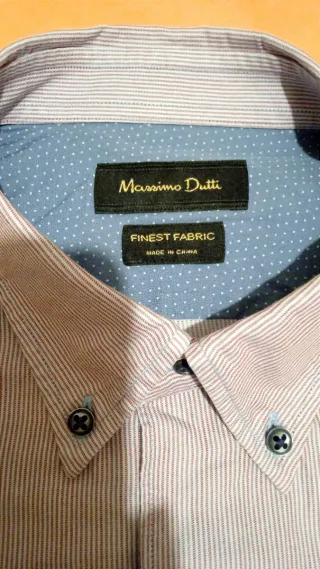 Massimo Dutti
FINEST FABRIC
MADE IN CHINA